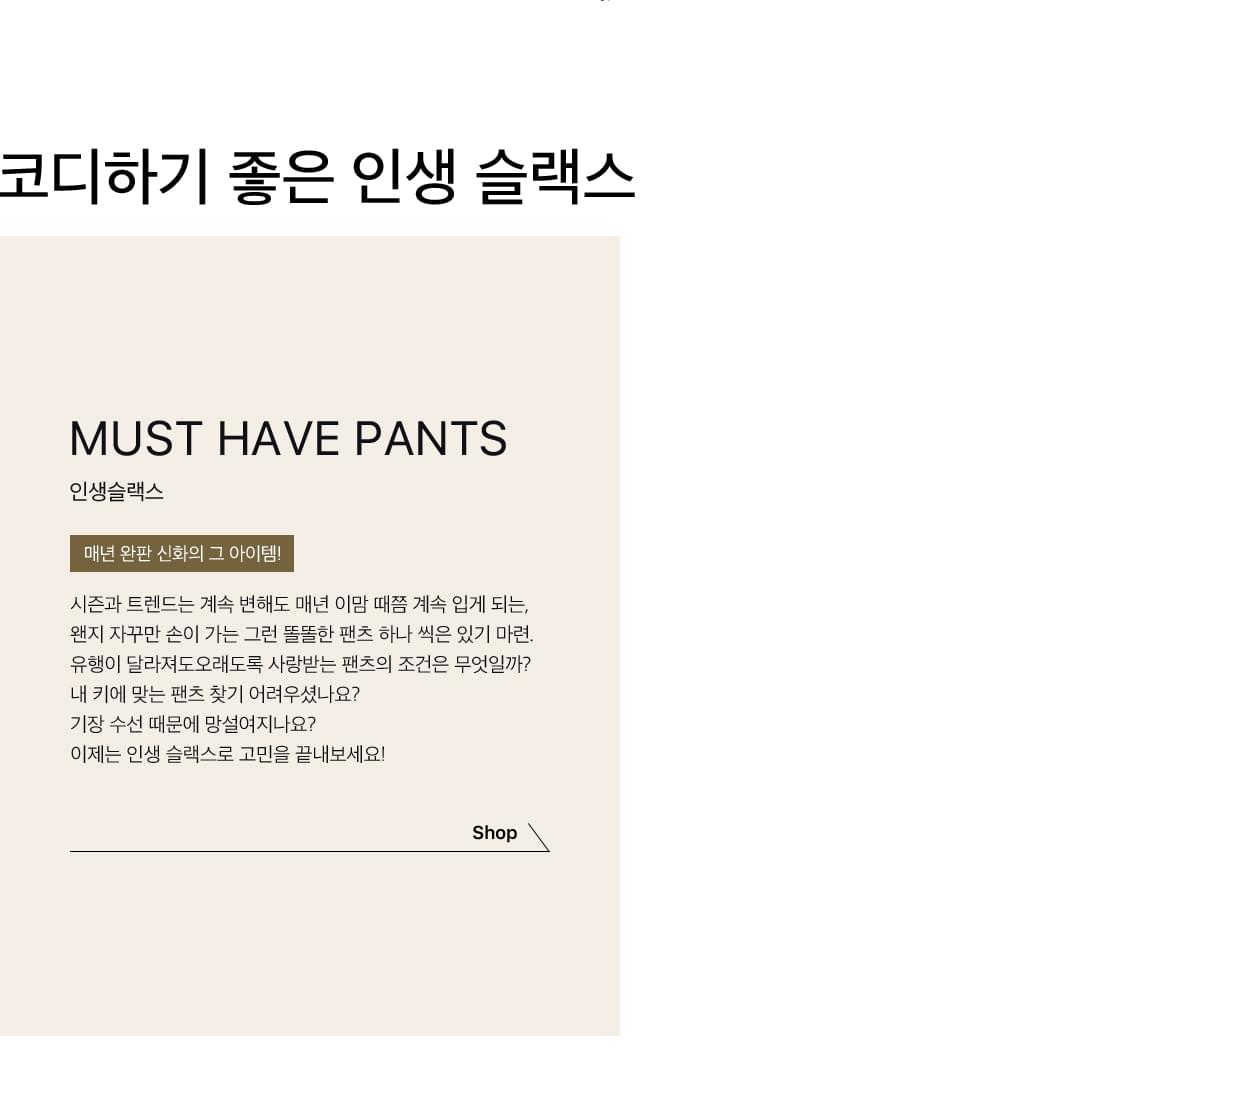 코디하기 좋은 인생 슬랙스
MUST HAVE PANTS
인생슬랙스
매년 완판 신화의 그 아이템!
시즌과 트렌드는 계속 변해도 매년 이맘 때쯤 계속 입게 되는,
왠지 자꾸만 손이 가는 그런 똘똘한 팬츠 하나 씩은 있기 마련.
유행이 달라져도오래도록 사랑받는 팬츠의 조건은 무엇일까?
내 키에 맞는 팬츠 찾기 어려우셨나요?
기장 수선 때문에 망설여지나요?
이제는 인생 슬랙스로 고민을 끝내보세요!
Shop